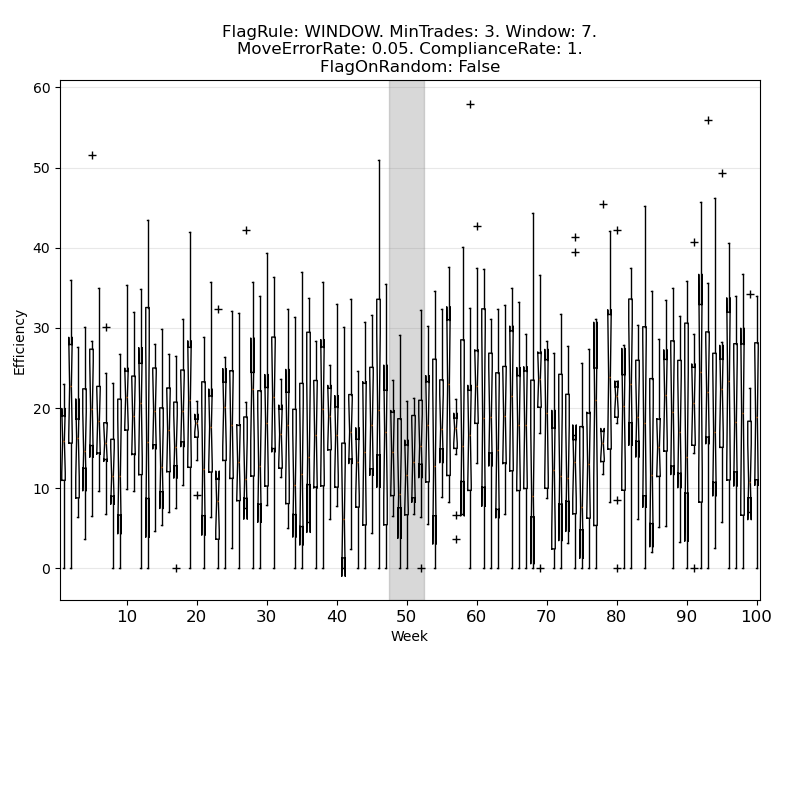 FlagRule: WINDOW. MinTrades: 3. Window: 7.
MoveErrorRate: 0.05. ComplianceRate: 1.
FlagOnRandom: False
60
50
40
30
20
10
0
Efficiency
10 20 30 40 50 60 70 80 90 100
Week